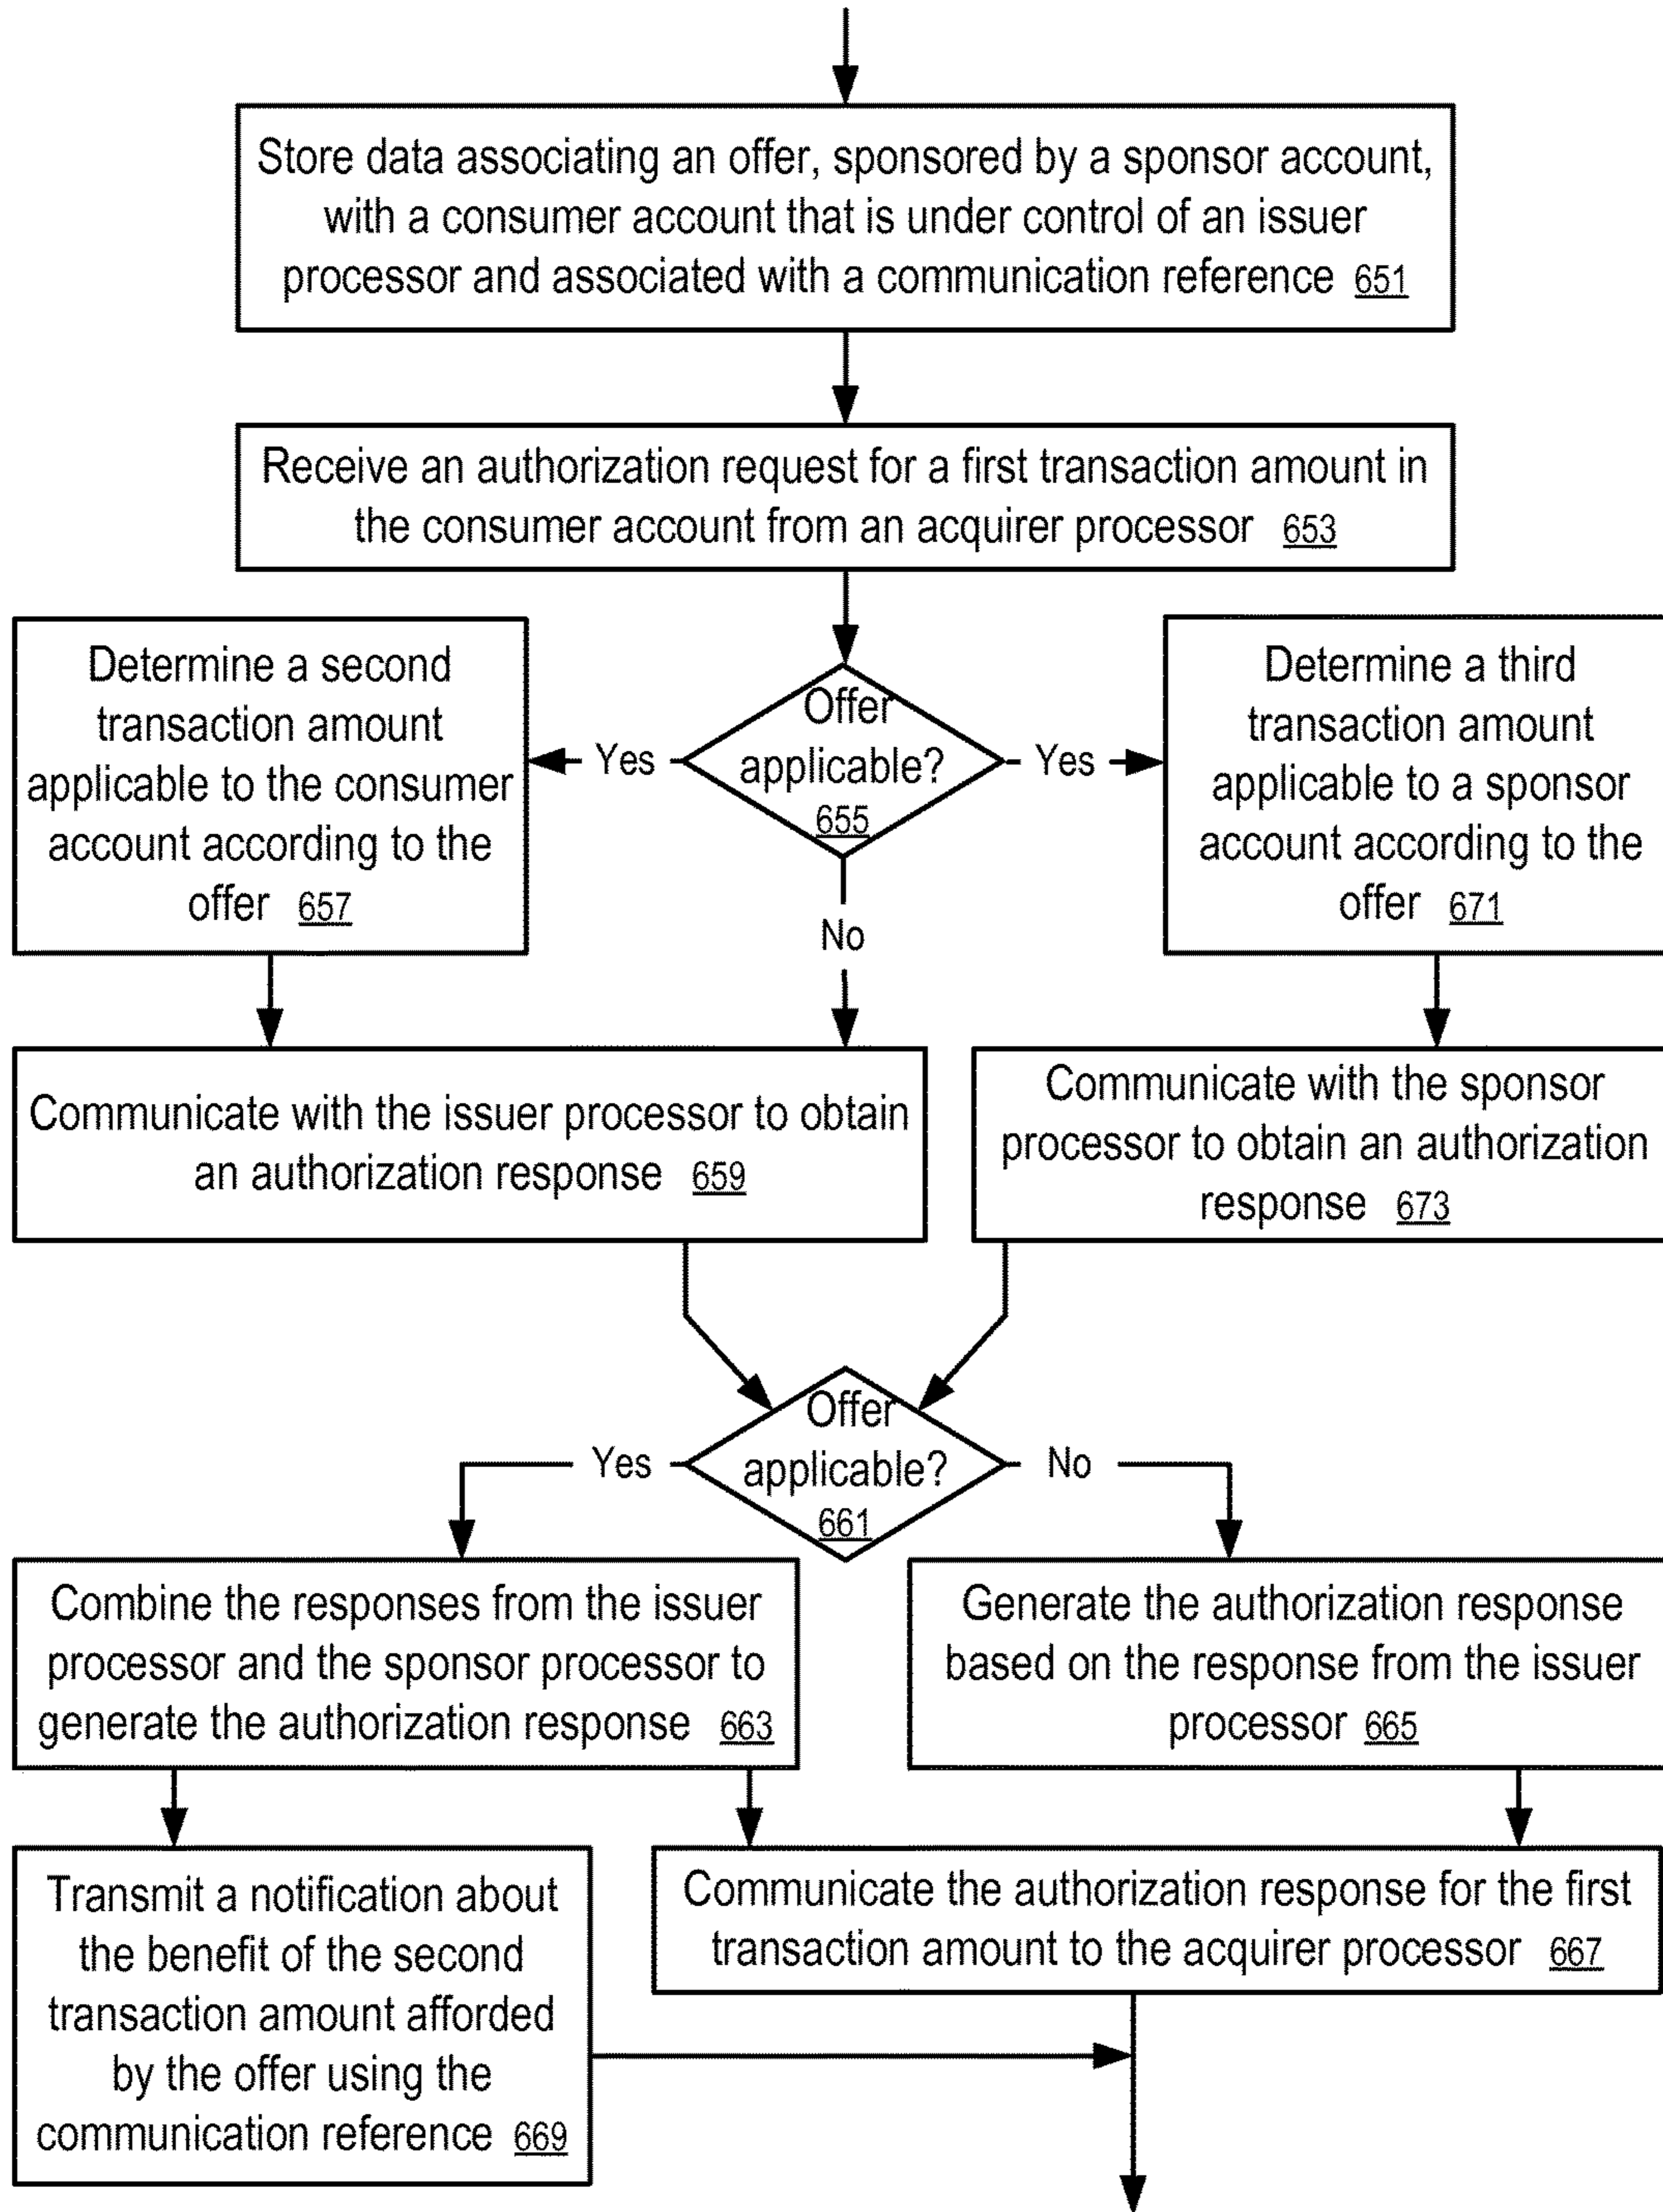 Store data associating an offer, sponsored by a sponsor account,
with a consumer account that is under control of an issuer
processor and associated with a communication reference 651
Receive an authorization request for a first transaction amount in
the consumer account from an acquirer processor 653
Offer
applicable?
655
Yes
Yes
No
Determine a second
transaction amount
applicable to the consumer
account according to the
offer 657
Determine a third
transaction amount
applicable to a sponsor
account according to the
offer 671
Communicate with the issuer processor to obtain
an authorization response 659
Communicate with the sponsor
processor to obtain an authorization
response 673
Offer
applicable?
661
Yes
No
Combine the responses from the issuer
processor and the sponsor processor to
generate the authorization response 663
Generate the authorization response
based on the response from the issuer
processor 665
Transmit a notification about
the benefit of the second
transaction amount afforded
by the offer using the
communication reference 669
Communicate the authorization response for the first
transaction amount to the acquirer processor 667